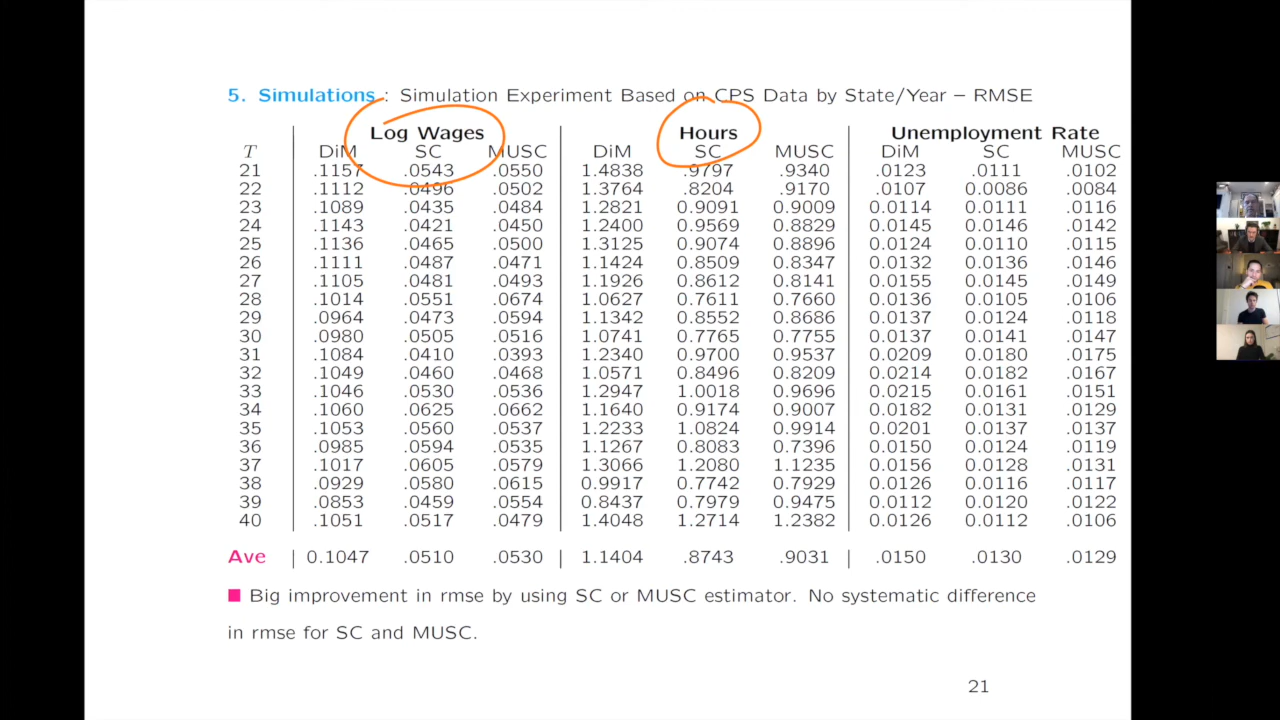 5. Simulations : Simulation Experiment Based on CPS Data by State/Year – RMSE
Log Wages Hours Unemployment Rate
T DiM SC MUSC DiM SC MUSC DiM SC MUSC
21 .1157 .0543 .0550 1.4838 .9797 .9340 .0123 .0111 .0102
22 .1112 .0496 .0502 1.3764 .8204 .9170 .0107 0.0086 .0084
23 .1089 .0435 .0484 1.2821 0.9091 0.9009 0.0114 0.0111 .0116
24 .1143 .0421 .0450 1.2400 0.9569 0.8829 0.0145 0.0146 .0142
25 .1136 .0465 .0500 1.3125 0.9074 0.8896 0.0124 0.0110 .0115
26 .1111 .0487 .0471 1.1424 0.8509 0.8347 0.0132 0.0136 .0146
27 .1105 .0481 .0493 1.1926 0.8612 0.8141 0.0155 0.0145 .0149
28 .1014 .0551 .0674 1.0627 0.7611 0.7660 0.0136 0.0105 .0106
29 .0964 .0473 .0594 1.1342 0.8552 0.8686 0.0137 0.0124 .0118
30 .0980 .0505 .0516 1.0741 0.7765 0.7755 0.0137 0.0141 .0147
31 .1084 .0410 .0393 1.2340 0.9700 0.9537 0.0209 0.0180 .0175
32 .1049 .0460 .0468 1.0571 0.8496 0.8209 0.0214 0.0182 .0167
33 .1046 .0530 .0536 1.2947 1.0018 0.9696 0.0215 0.0161 .0151
34 .1060 .0625 .0662 1.1640 0.9174 0.9007 0.0182 0.0131 .0129
35 .1053 .0560 .0537 1.2233 1.0824 0.9914 0.0201 0.0137 .0137
36 .0985 .0594 .0535 1.1267 0.8083 0.7396 0.0150 0.0124 .0119
37 .1017 .0605 .0579 1.3066 1.2080 1.1235 0.0156 0.0128 .0131
38 .0929 .0580 .0615 0.9917 0.7742 0.7929 0.0126 0.0116 .0117
39 .0853 .0459 .0554 0.8437 0.7979 0.9475 0.0112 0.0120 .0122
40 .1051 .0517 .0479 1.4048 1.2714 1.2382 0.0126 0.0112 .0106
Ave | 0.1047 .0510 .0530 | 1.1404 .8743 .9031 | .0150 .0130 .0129
■ Big improvement in rmse by using SC or MUSC estimator. No systematic difference
in rmse for SC and MUSC.
21